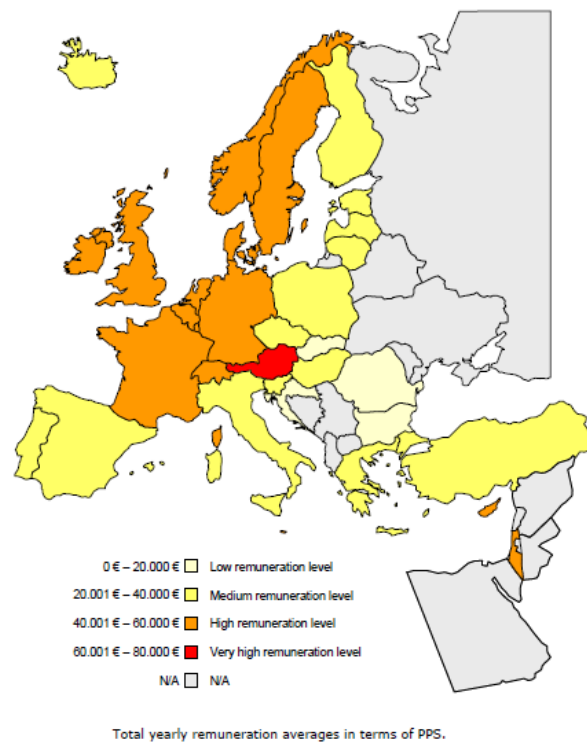 0 € – 20.000 € Low remuneration level
20.001 € – 40.000 € Medium remuneration level
40.001 € – 60.000 € High remuneration level
60.001 € – 80.000 € Very high remuneration level
N/A N/A
Total yearly remuneration averages in terms of PPS.